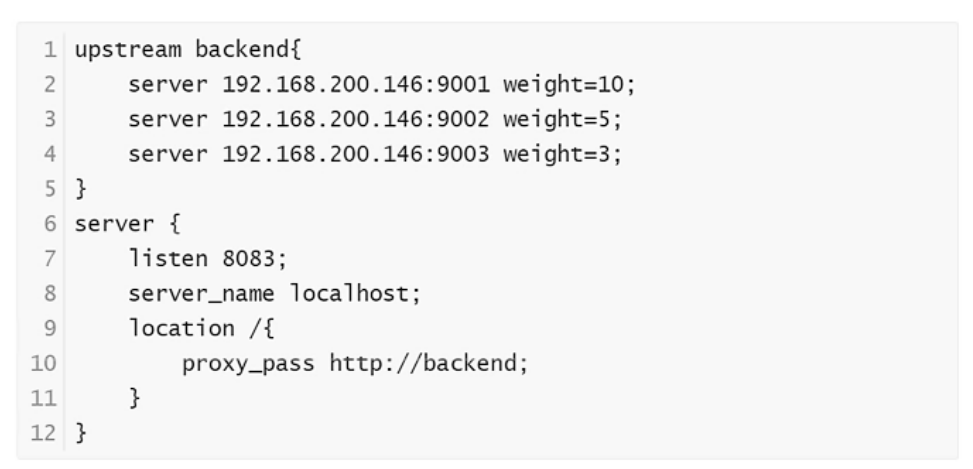 1 upstream backend{
2     server 192.168.200.146:9001 weight=10;
3     server 192.168.200.146:9002 weight=5;
4     server 192.168.200.146:9003 weight=3;
5 }
6 server {
7     listen 8083;
8     server_name localhost;
9     location /{
10         proxy_pass http://backend;
11     }
12 }